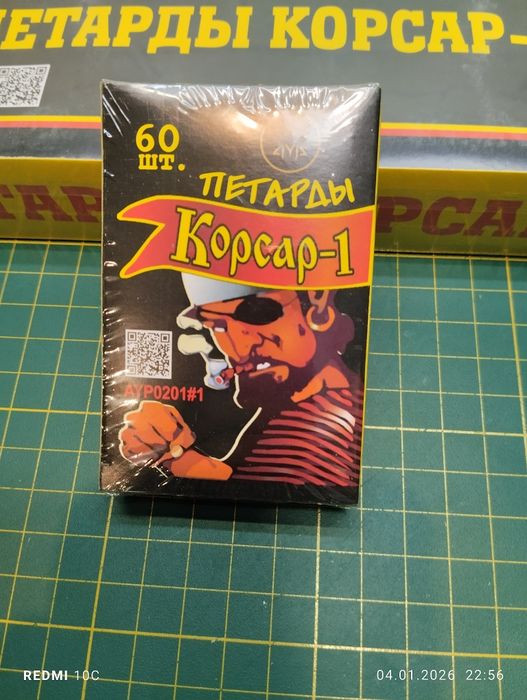 ПЕТАРДЫ КОРСАР-
60
ШТ.
ПЕТАРДЫ
Корсар-1
AYP0201#1
REDMI 10C
04.01.2026 22:56